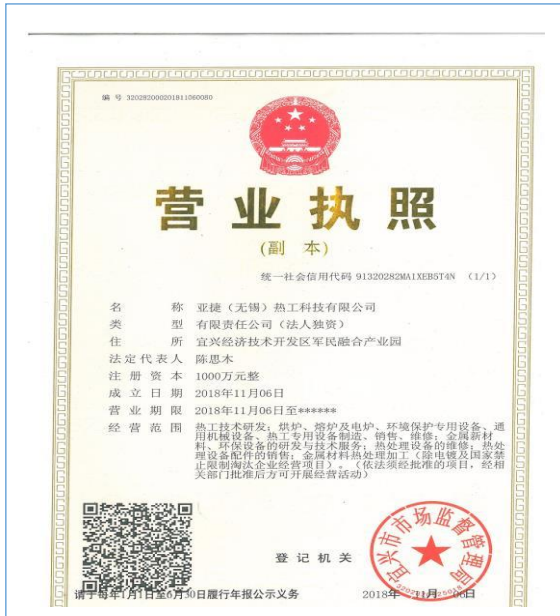 编 号 320282000201911060080
营业执照
(副 本)
统一社会信用代码 91320282MA1XEB5T4N (1/1)
名 称 亚捷（无锡）热工科技有限公司
类 型 有限责任公司（法人独资）
住 所 宜兴经济技术开发区军民融合产业园
法定代表人 陈思木
注册资本 1000万元整
成立日期 2018年11月06日
营业期限 2018年11月06日至******
经营范围 热工技术研发；烘炉、熔炉及电炉、环境保护专用设备、通
用机械设备、热工专用设备制造、销售、维修；金属新材
料、环保设备的研发与技术服务；热处理设备的维修；热处
理设备配件的销售；金属材料热处理加工（除电镀及国家禁
止限制淘汰企业经营项目）。（依法须经批准的项目，经相
关部门批准后方可开展经营活动）
登记机关
宜兴市市场监督管理局
请于每年1月1日至6月30日履行年报公示义务
2018年 11月 06日